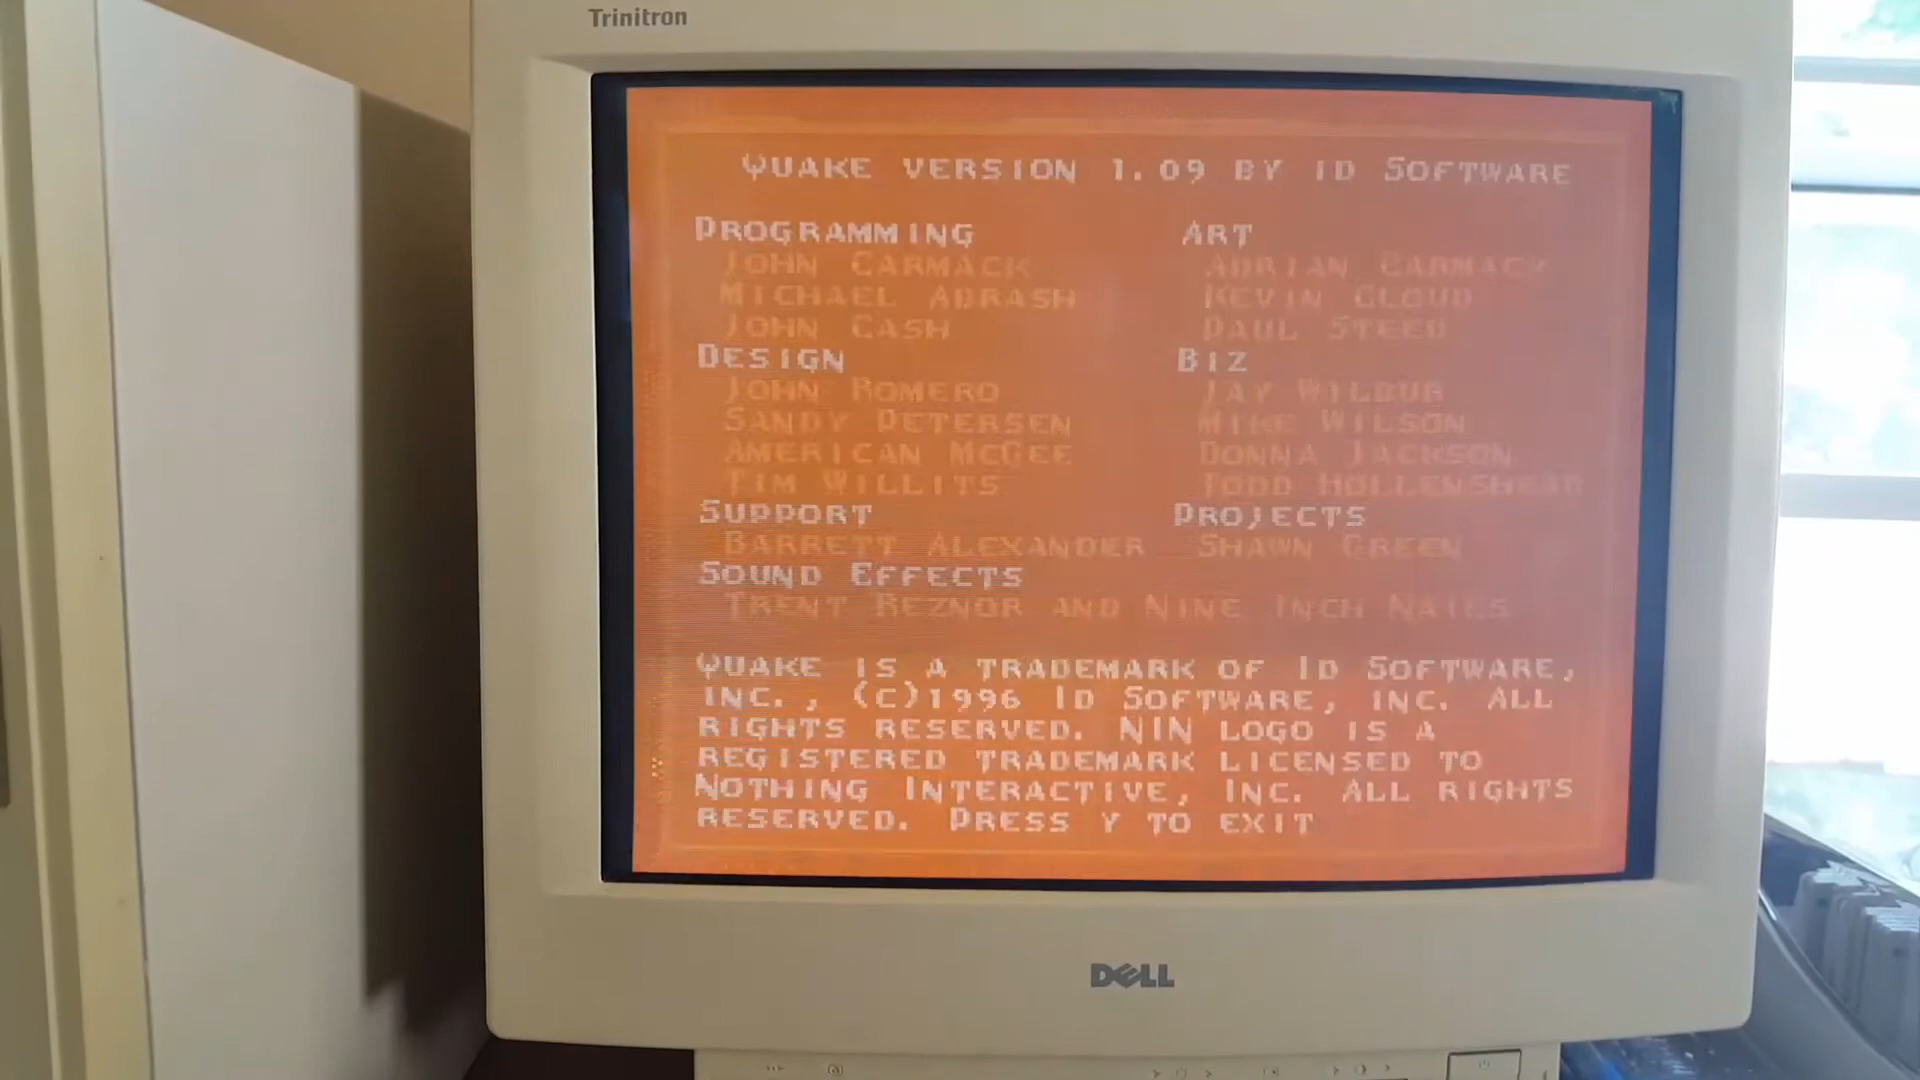 Trinitron
QUAKE VERSION 1.09 BY ID SOFTWARE
PROGRAMMING ART
JOHN CARMACK ADRIAN CARMACK
MICHAEL ABRASH KEVIN CLOUD
JOHN CASH PAUL STEED
DESIGN BIZ
JOHN ROMERO JAY WILBUR
SANDY PETERSEN MIKE WILSON
AMERICAN MCGEE DONNA JACKSON
TIM WILLITS TODD HOLLENSHEAD
SUPPORT PROJECTS
BARRETT ALEXANDER SHAWN GREEN
SOUND EFFECTS
TRENT REZNOR AND NINE INCH NAILS
QUAKE IS A TRADEMARK OF ID SOFTWARE,
INC., (C)1996 ID SOFTWARE, INC. ALL
RIGHTS RESERVED. NIN LOGO IS A
REGISTERED TRADEMARK LICENSED TO
NOTHING INTERACTIVE, INC. ALL RIGHTS
RESERVED. PRESS Y TO EXIT
DELL